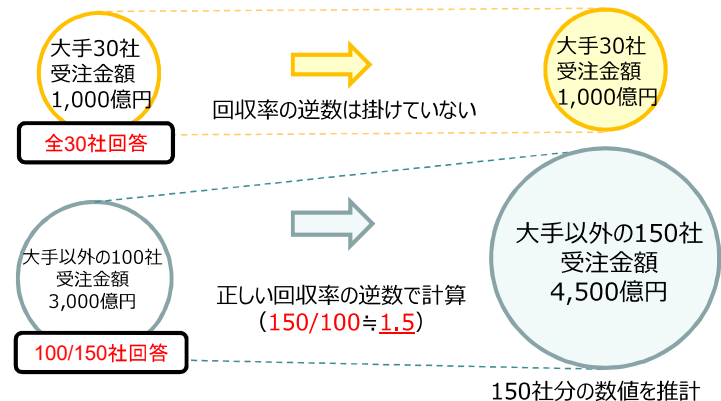 大手30社
受注金額
1,000億円
全30社回答
回収率の逆数は掛けていない
大手30社
受注金額
1,000億円
大手以外の100社
受注金額
3,000億円
100/150社回答
正しい回収率の逆数で計算
（150/100≒1.5）
大手以外の150社
受注金額
4,500億円
150社分の数値を推計